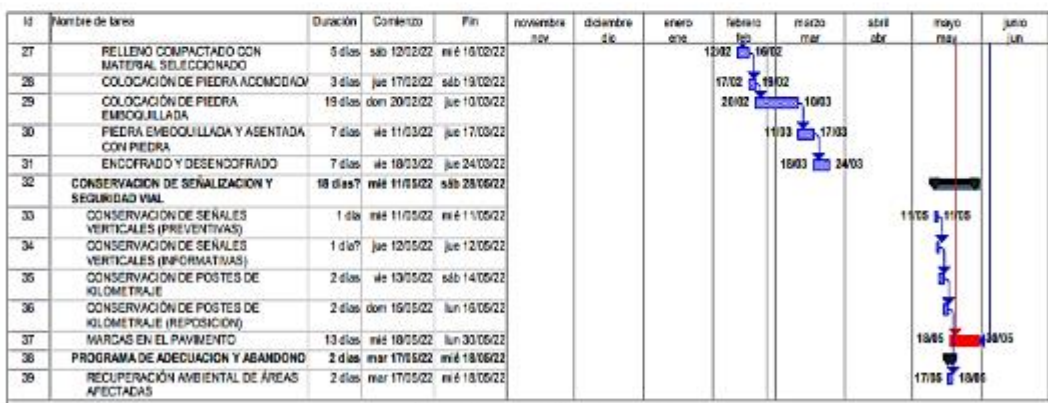 Id Nombre de tarea Duración Comienzo Fin noviembre diciembre enero febrero marzo abril mayo junio
nov dic ene feb mar abr may jun
27 RELLENO COMPACTADO CON 5 días sáb 12/02/22 mié 16/02/22 12/02 16/02
MATERIAL SELECCIONADO
28 COLOCACIÓN DE PIEDRA ACOMODADA 3 días jue 17/02/22 sáb 19/02/22 17/02 19/02
29 COLOCACIÓN DE PIEDRA 19 días dom 20/02/22 jue 10/03/22 20/02 10/03
EMBOQUILLADA
30 PIEDRA EMBOQUILLADA Y ASENTADA 7 días vie 11/03/22 jue 17/03/22 11/03 17/03
CON PIEDRA
31 ENCOFRADO Y DESENCOFRADO 7 días vie 18/03/22 jue 24/03/22 18/03 24/03
32 CONSERVACION DE SEÑALIZACION Y 18 días? mié 11/05/22 sáb 28/05/22
SEGURIDAD VIAL
33 CONSERVACIÓN DE SEÑALES 1 día mié 11/05/22 mié 11/05/22 11/05 11/05
VERTICALES (PREVENTIVAS)
34 CONSERVACIÓN DE SEÑALES 1 día? jue 12/05/22 jue 12/05/22
VERTICALES (INFORMATIVAS)
35 CONSERVACIÓN DE POSTES DE 2 días vie 13/05/22 sáb 14/05/22
KILOMETRAJE
36 CONSERVACIÓN DE POSTES DE 2 días dom 15/05/22 lun 16/05/22
KILOMETRAJE (REPOSICIÓN)
37 MARCAS EN EL PAVIMENTO 13 días mié 18/05/22 lun 30/05/22 18/05 30/05
38 PROGRAMA DE ADECUACION Y ABANDONO 2 días mar 17/05/22 mié 18/05/22
39 RECUPERACIÓN AMBIENTAL DE ÁREAS 2 días mar 17/05/22 mié 18/05/22 17/05 18/05
AFECTADAS